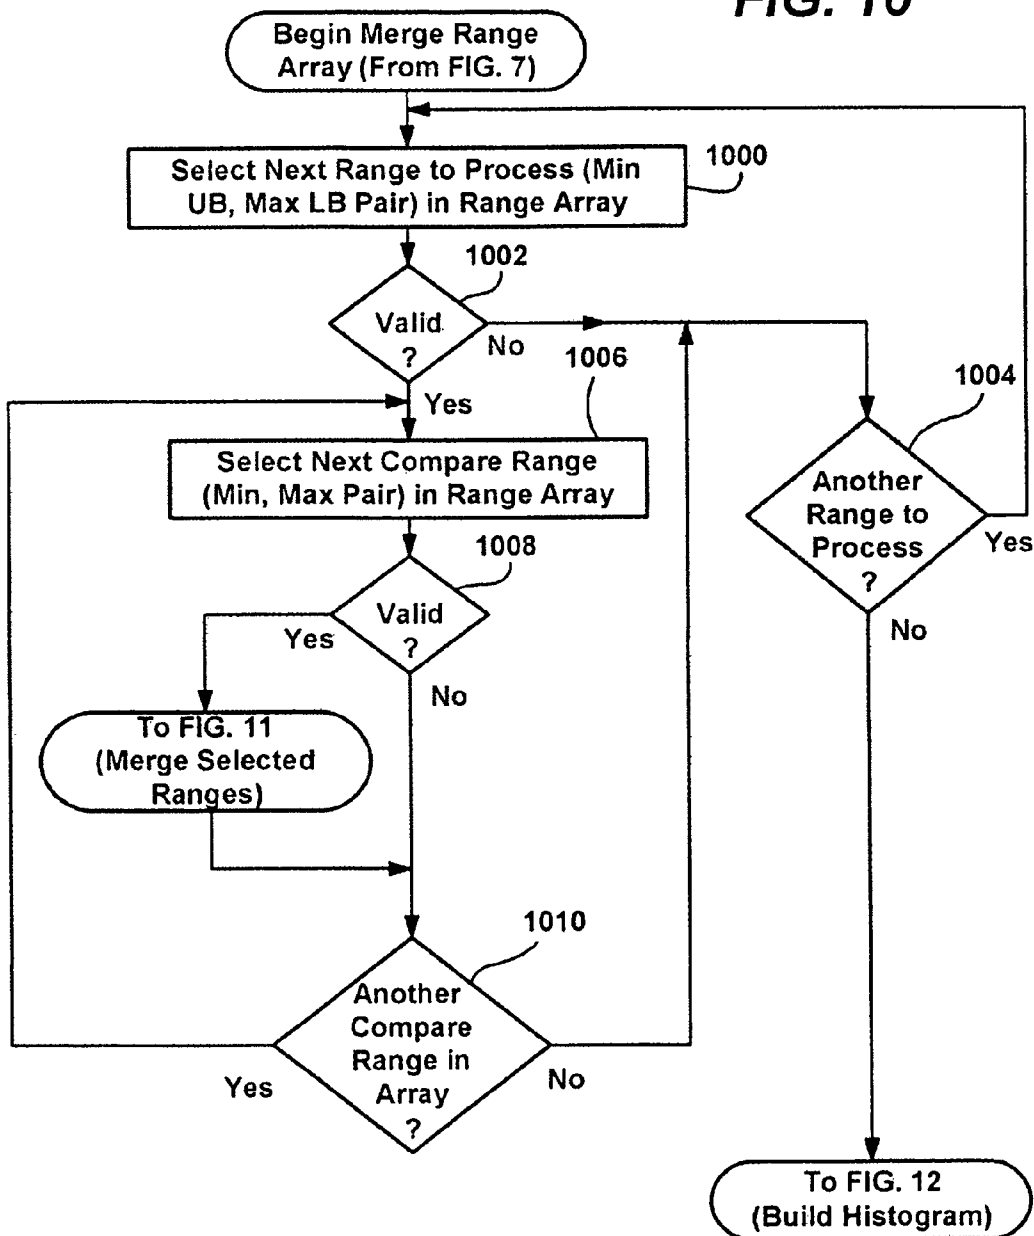 FIG. 10
Begin Merge Range
Array (From FIG. 7)
1000
Select Next Range to Process (Min
UB, Max LB Pair) in Range Array
1002
Valid
?
No
Yes
1006
Select Next Compare Range
(Min, Max Pair) in Range Array
1004
Another
Range to
Process
?
Yes
No
1008
Valid
?
Yes
No
To FIG. 11
(Merge Selected
Ranges)
1010
Another
Compare
Range in
Array
?
Yes
No
To FIG. 12
(Build Histogram)